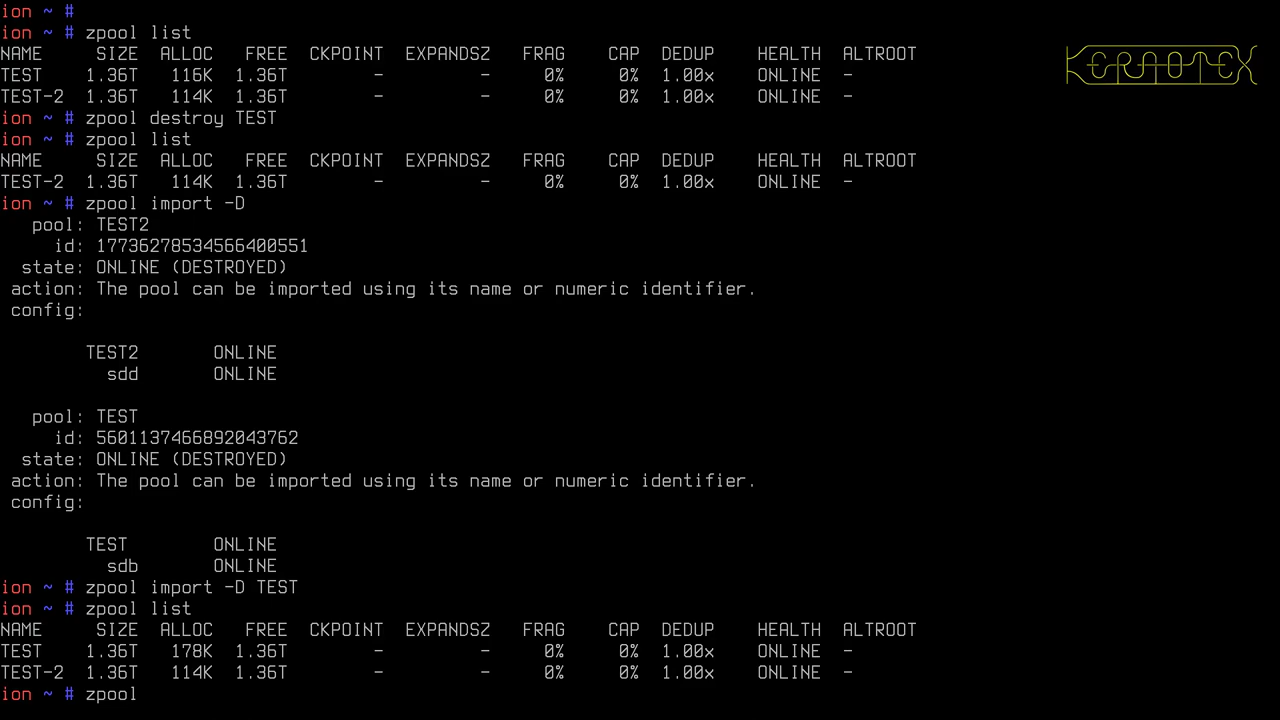 ion ~ #
ion ~ # zpool list
NAME     SIZE  ALLOC   FREE  CKPOINT  EXPANDSZ   FRAG    CAP  DEDUP    HEALTH  ALTROOT
TEST    1.36T   116K  1.36T        -         -     0%     0%  1.00x    ONLINE  -
TEST-2  1.36T   114K  1.36T        -         -     0%     0%  1.00x    ONLINE  -
ion ~ # zpool destroy TEST
ion ~ # zpool list
NAME     SIZE  ALLOC   FREE  CKPOINT  EXPANDSZ   FRAG    CAP  DEDUP    HEALTH  ALTROOT
TEST-2  1.36T   114K  1.36T        -         -     0%     0%  1.00x    ONLINE  -
ion ~ # zpool import -D
   pool: TEST2
     id: 17736278534566400551
  state: ONLINE (DESTROYED)
 action: The pool can be imported using its name or numeric identifier.
 config:
        TEST2       ONLINE
          sdd       ONLINE
   pool: TEST
     id: 5601137466892043762
  state: ONLINE (DESTROYED)
 action: The pool can be imported using its name or numeric identifier.
 config:
        TEST        ONLINE
          sdb       ONLINE
ion ~ # zpool import -D TEST
ion ~ # zpool list
NAME     SIZE  ALLOC   FREE  CKPOINT  EXPANDSZ   FRAG    CAP  DEDUP    HEALTH  ALTROOT
TEST    1.36T   178K  1.36T        -         -     0%     0%  1.00x    ONLINE  -
TEST-2  1.36T   114K  1.36T        -         -     0%     0%  1.00x    ONLINE  -
ion ~ # zpool